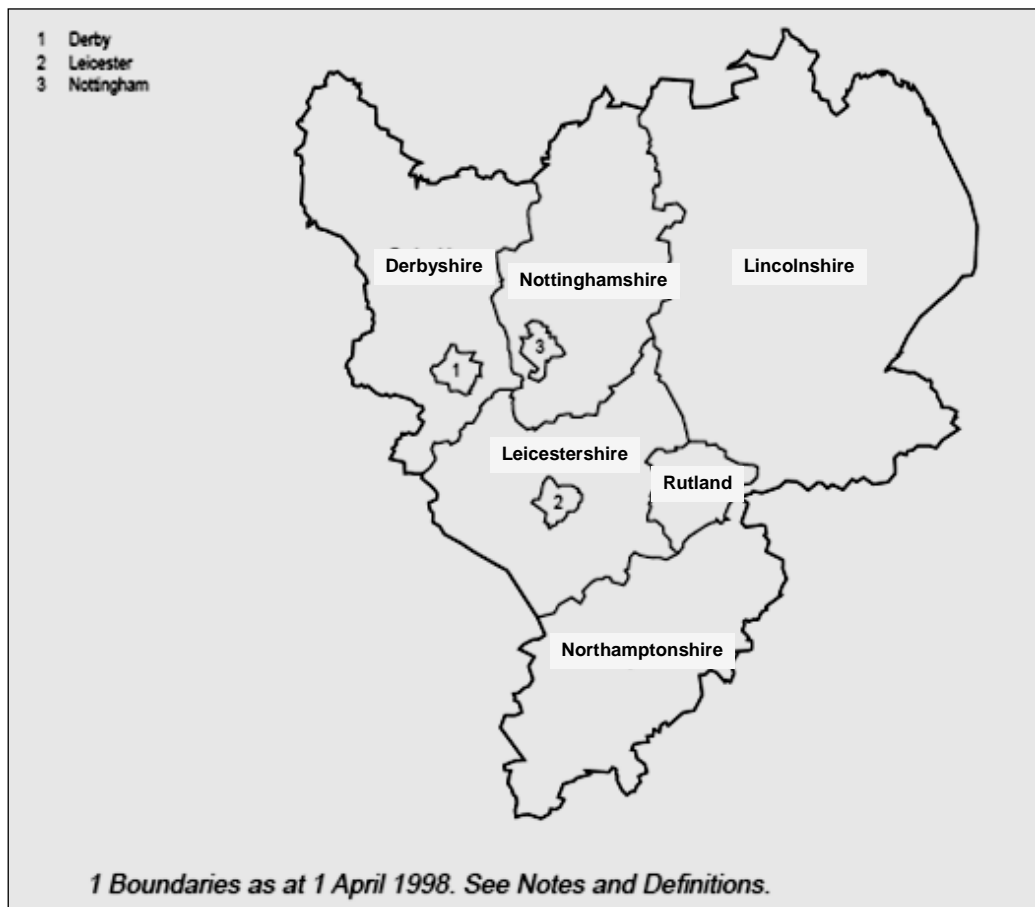 1 Derby
2 Leicester
3 Nottingham
Derbyshire
Nottinghamshire
Lincolnshire
3
1
Leicestershire
Rutland
2
Northamptonshire
1 Boundaries as at 1 April 1998. See Notes and Definitions.